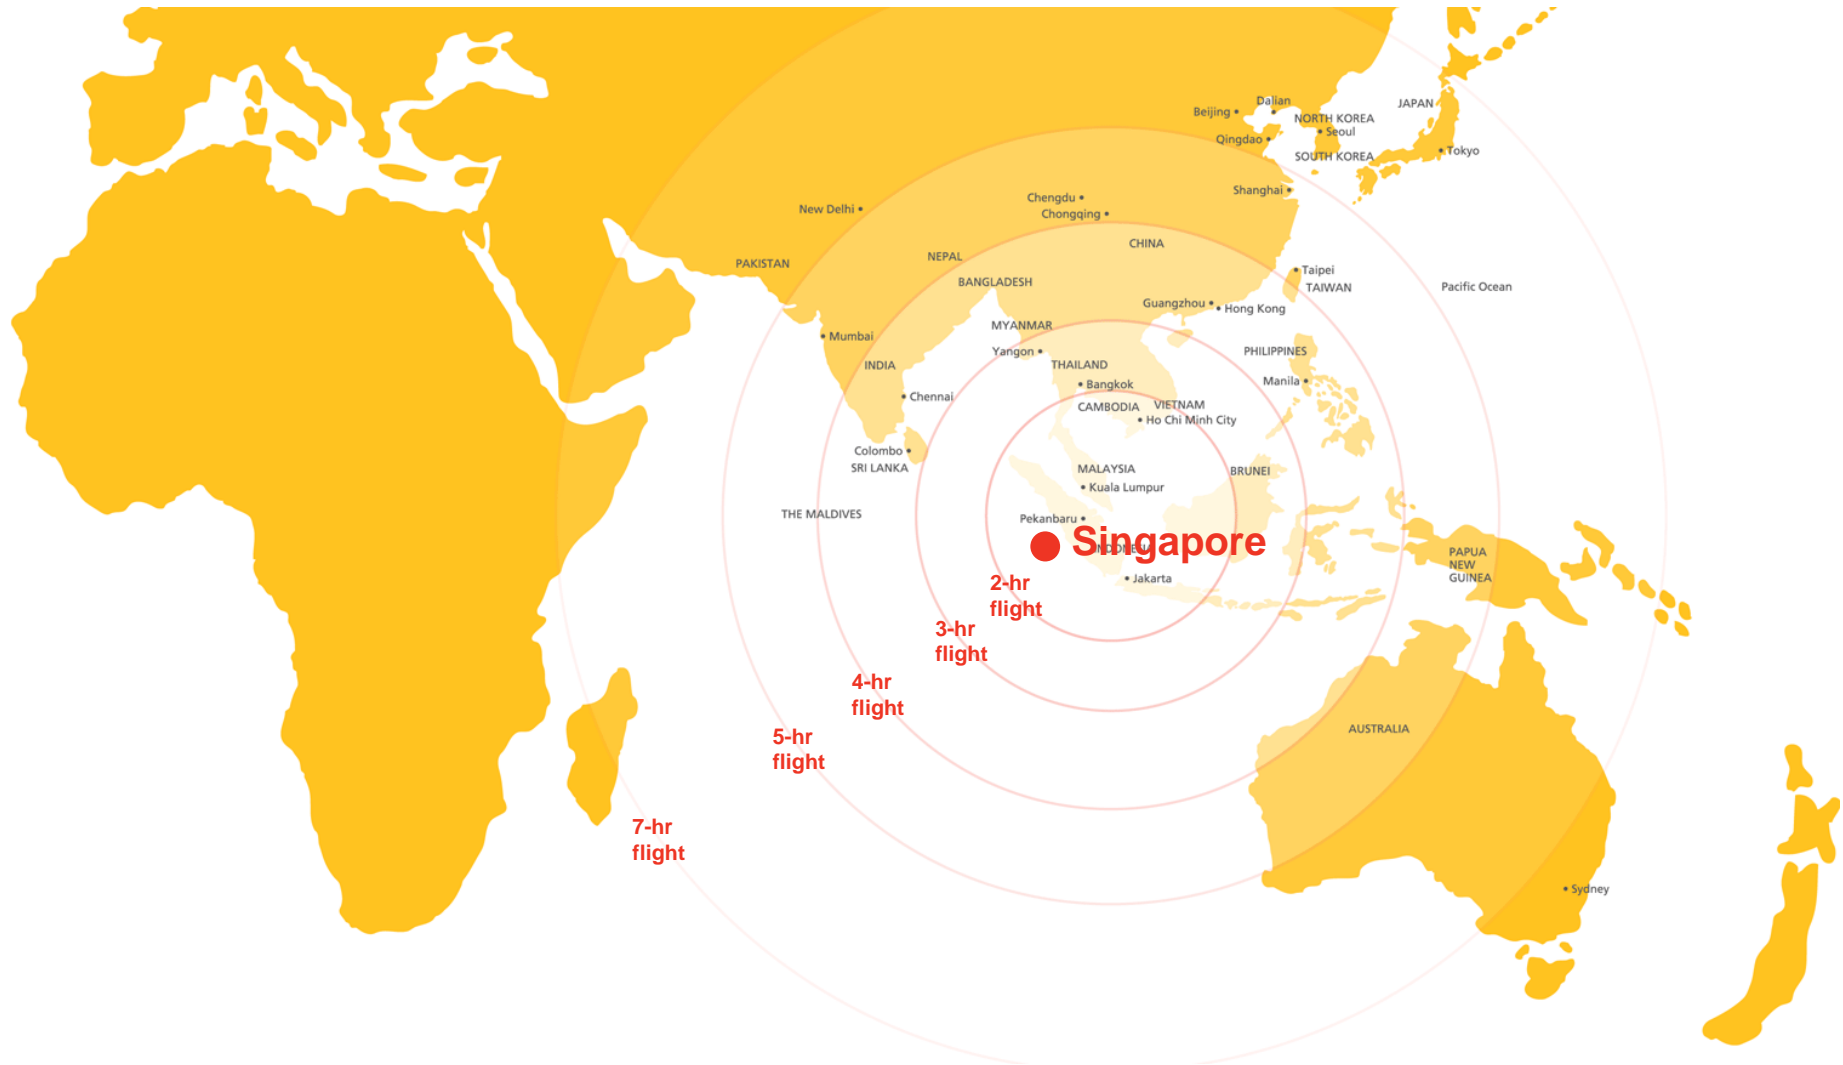 Dalian
JAPAN
Beijing
NORTH KOREA
Seoul
Qingdao
SOUTH KOREA
Tokyo
Shanghai
Chengdu
New Delhi
Chongqing
CHINA
NEPAL
PAKISTAN
Taipei
BANGLADESH
TAIWAN
Pacific Ocean
Guangzhou
Hong Kong
MYANMAR
Mumbai
Yangon
PHILIPPINES
INDIA
THAILAND
Manila
Bangkok
Chennai
CAMBODIA
VIETNAM
Ho Chi Minh City
Colombo
SRI LANKA
MALAYSIA
BRUNEI
Kuala Lumpur
THE MALDIVES
Pekanbaru
Singapore
INDONESIA
PAPUA
NEW
GUINEA
Jakarta
2-hr
flight
3-hr
flight
4-hr
flight
AUSTRALIA
5-hr
flight
7-hr
flight
Sydney